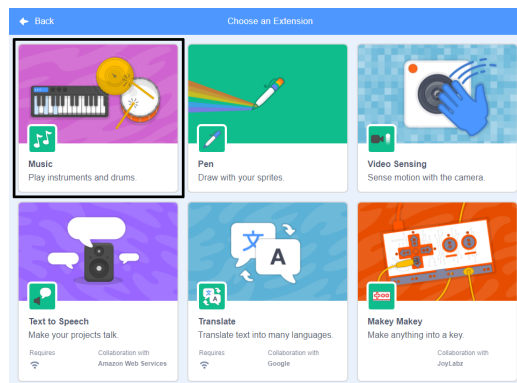 Back
Choose an Extension
Music
Play instruments and drums.
Pen
Draw with your sprites.
Video Sensing
Sense motion with the camera.
文
A
Text to Speech
Make your projects talk.
Requires
Collaboration with
Amazon Web Services
Translate
Translate text into many languages.
Requires
Collaboration with
Google
Makey Makey
Make anything into a key.
Collaboration with
JoyLabz